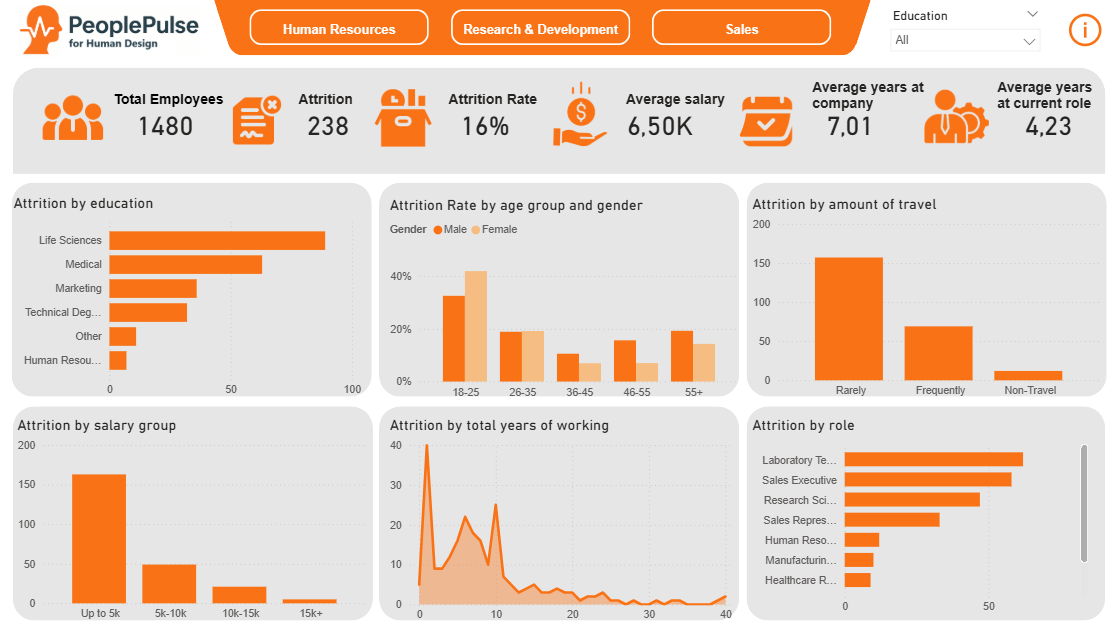 PeoplePulse
for Human Design
Human Resources
Research & Development
Sales
Education
All
i
Total Employees
1480
Attrition
238
Attrition Rate
16%
Average salary
6,50K
Average years at
company
7,01
Average years
at current role
4,23
Attrition by education
Life Sciences
Medical
Marketing
Technical Deg...
Other
Human Resou...
0
50
100
Attrition Rate by age group and gender
Gender Male Female
40%
20%
0%
18-25
26-35
36-45
46-55
55+
Attrition by amount of travel
200
150
100
50
0
Rarely
Frequently
Non-Travel
Attrition by salary group
200
150
100
50
0
Up to 5k
5k-10k
10k-15k
15k+
Attrition by total years of working
40
30
20
10
0
0
10
20
30
40
Attrition by role
Laboratory Te...
Sales Executive
Research Sci...
Sales Repres...
Human Reso...
Manufacturin...
Healthcare R...
0
50